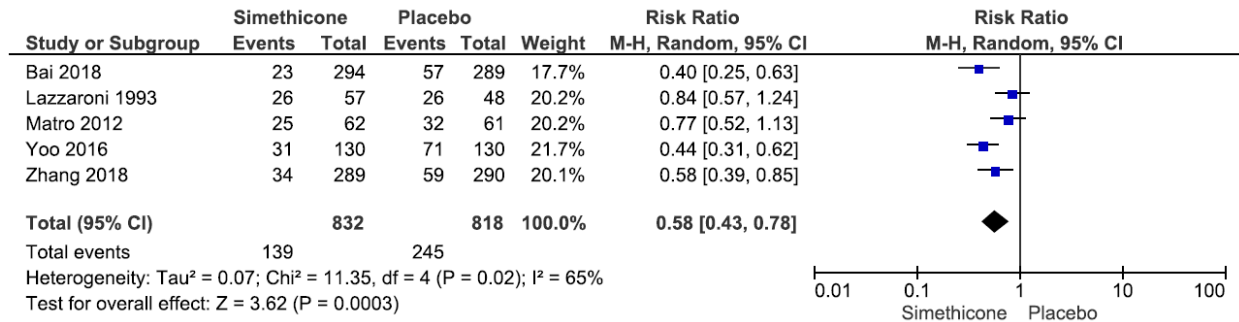 Simethicone Placebo Risk Ratio Risk Ratio
Study or Subgroup Events Total Events Total Weight M-H, Random, 95% CI M-H, Random, 95% CI
Bai 2018 23 294 57 289 17.7% 0.40 [0.25, 0.63]
Lazzaroni 1993 26 57 26 48 20.2% 0.84 [0.57, 1.24]
Matro 2012 25 62 32 61 20.2% 0.77 [0.52, 1.13]
Yoo 2016 31 130 71 130 21.7% 0.44 [0.31, 0.62]
Zhang 2018 34 289 59 290 20.1% 0.58 [0.39, 0.85]
Total (95% CI) 832 818 100.0% 0.58 [0.43, 0.78]
Total events 139 245
Heterogeneity: Tau² = 0.07; Chi² = 11.35, df = 4 (P = 0.02); I² = 65%
Test for overall effect: Z = 3.62 (P = 0.0003)
0.01 0.1 1 10 100
Simethicone Placebo